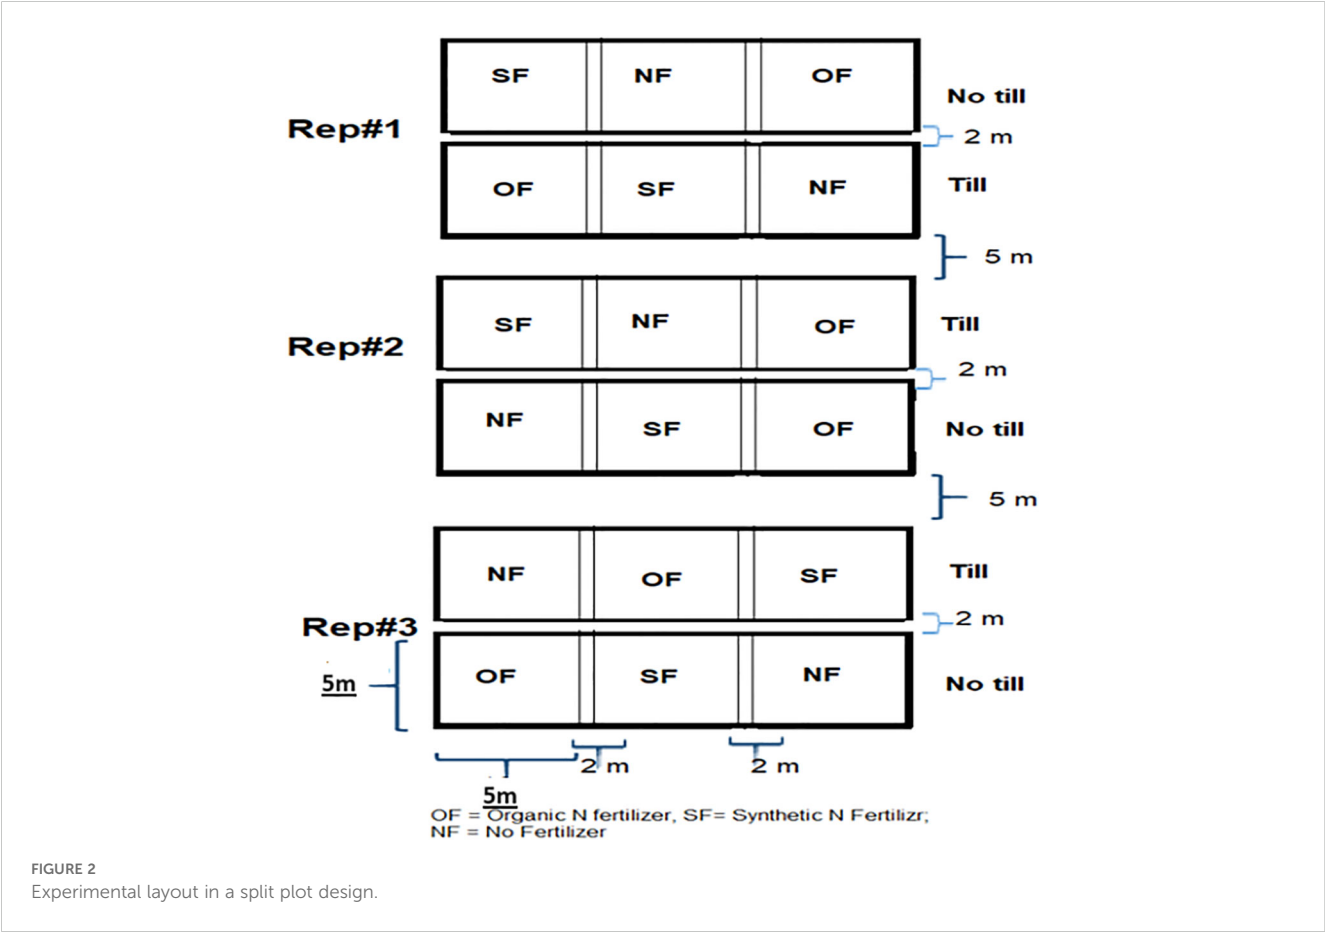 SF NF OF
No till
Rep#1
2 m
OF SF NF
Till
5 m
SF NF OF
Till
Rep#2
2 m
NF SF OF
No till
5 m
NF OF SF
Till
2 m
Rep#3
OF SF NF
5m
No till
2 m 2 m
5m
OF = Organic N fertilizer, SF= Synthetic N Fertilizr;
NF = No Fertilizer
FIGURE 2
Experimental layout in a split plot design.